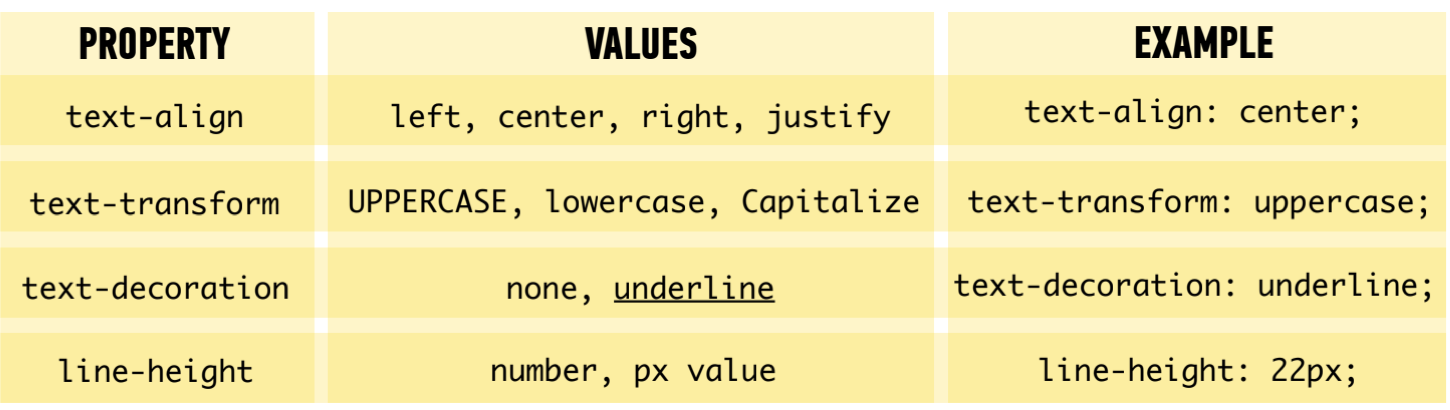 PROPERTY VALUES EXAMPLE
text-align left, center, right, justify text-align: center;
text-transform UPPERCASE, lowercase, Capitalize text-transform: uppercase;
text-decoration none, underline text-decoration: underline;
line-height number, px value line-height: 22px;